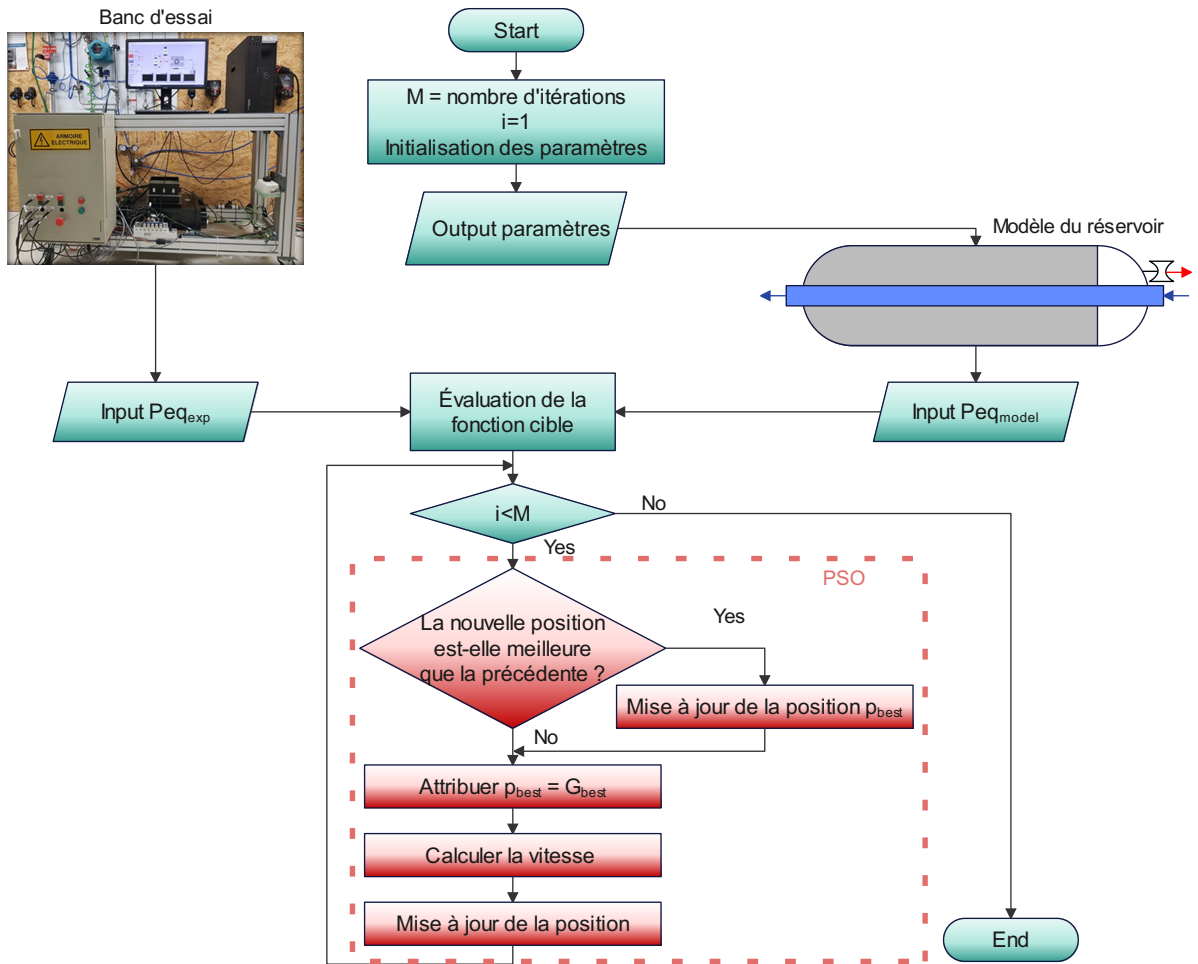 Banc d'essai
ARMOIRE
ELECTRIQUE
Start
M = nombre d'itérations
i=1
Initialisation des paramètres
Output paramètres
Modèle du réservoir
Input Peqexp
Évaluation de la
fonction cible
Input Peqmodel
i<M
No
Yes
PSO
La nouvelle position
est-elle meilleure
que la précédente ?
Yes
Mise à jour de la position pbest
No
Attribuer pbest = Gbest
Calculer la vitesse
Mise à jour de la position
End